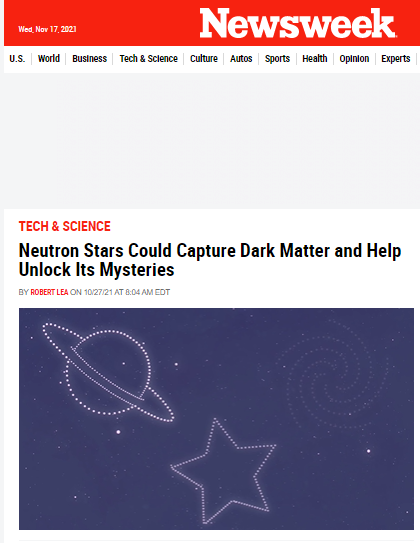 Wed, Nov 17, 2021
Newsweek
U.S. World Business Tech & Science Culture Autos Sports Health Opinion Experts
TECH & SCIENCE
Neutron Stars Could Capture Dark Matter and Help
Unlock Its Mysteries
BY ROBERT LEA ON 10/27/21 AT 8:04 AM EDT